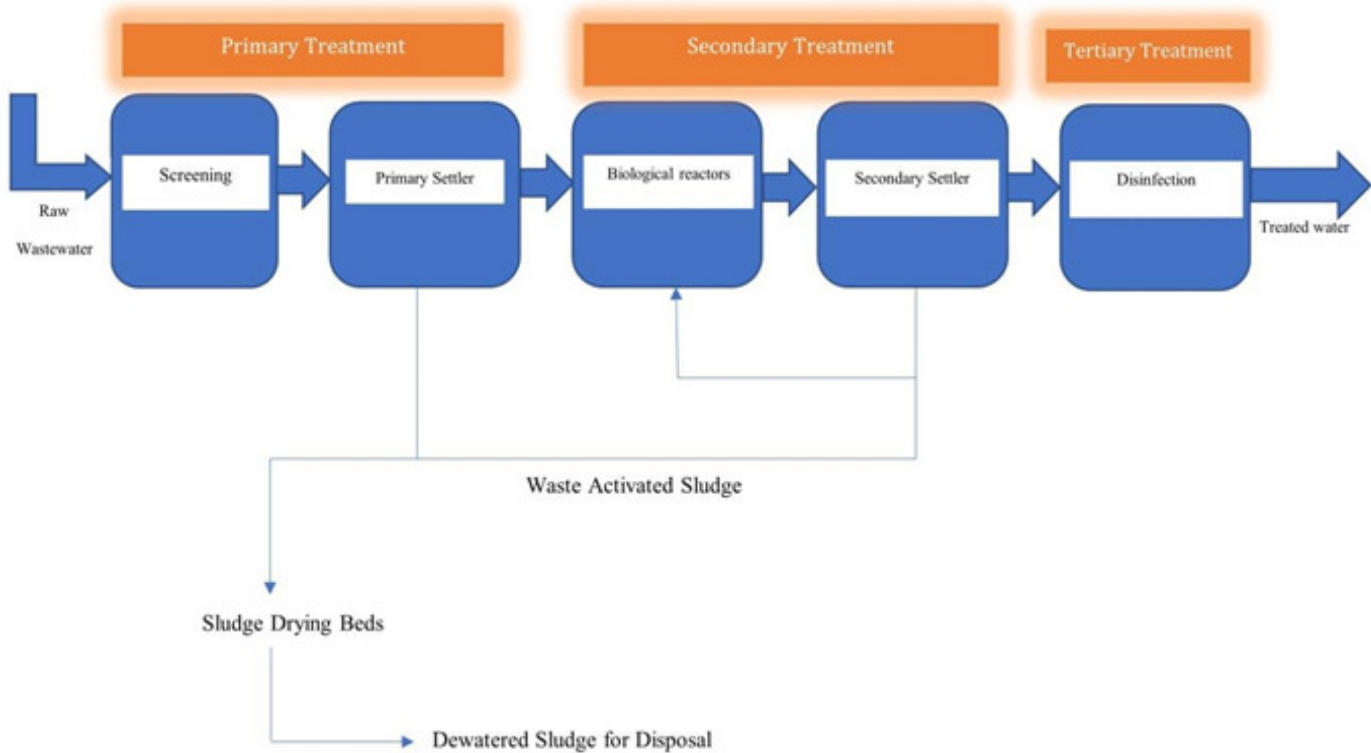 Primary Treatment
Secondary Treatment
Tertiary Treatment
Screening
Primary Settler
Biological reactors
Secondary Settler
Disinfection
Raw
Wastewater
Treated water
Waste Activated Sludge
Sludge Drying Beds
Dewatered Sludge for Disposal